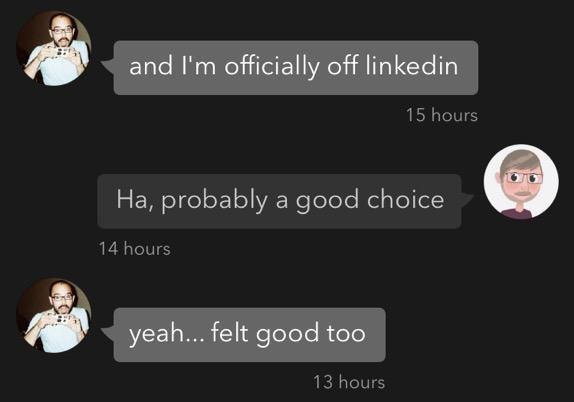 and I'm officially off linkedin
15 hours
Ha, probably a good choice
14 hours
yeah... felt good too
13 hours